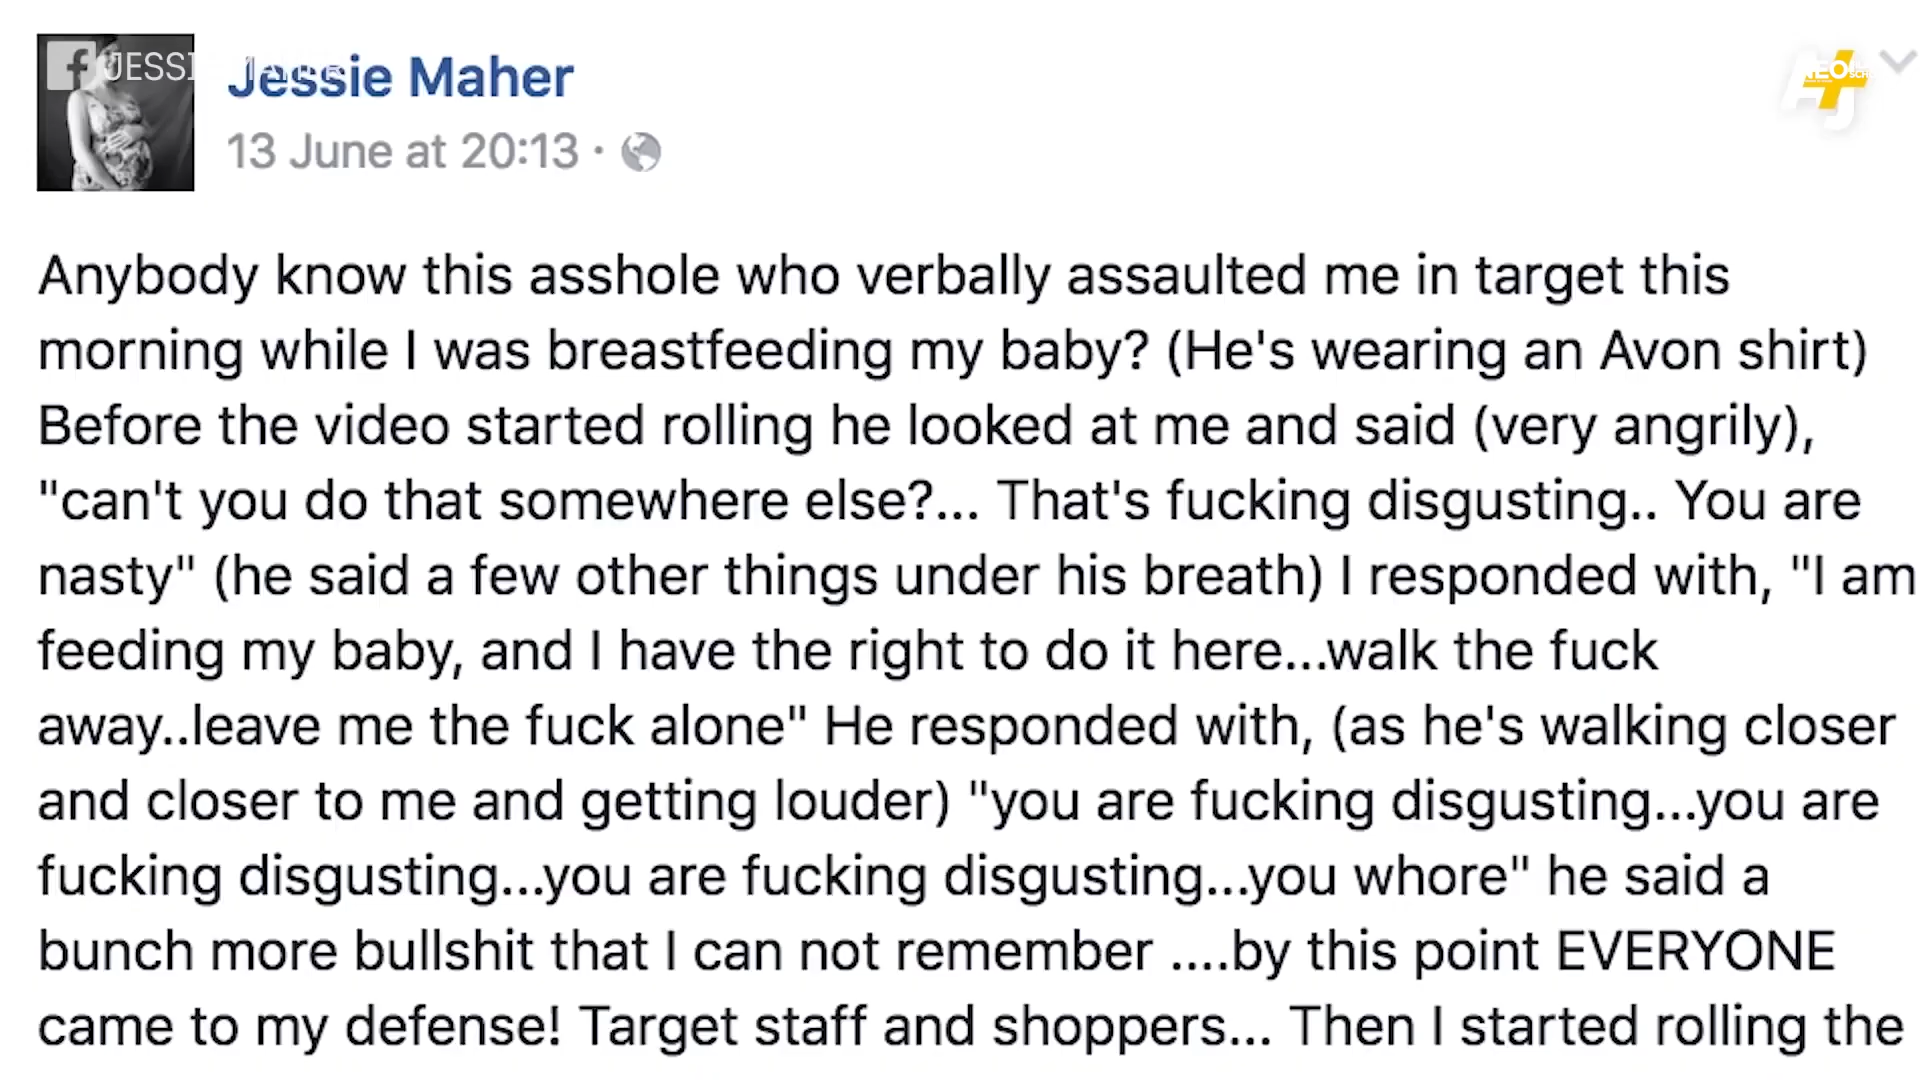 JESSIE MAHER
Jessie Maher
13 June at 20:13 ·
Anybody know this asshole who verbally assaulted me in target this
morning while I was breastfeeding my baby? (He's wearing an Avon shirt)
Before the video started rolling he looked at me and said (very angrily),
"can't you do that somewhere else?... That's fucking disgusting.. You are
nasty" (he said a few other things under his breath) I responded with, "I am
feeding my baby, and I have the right to do it here...walk the fuck
away..leave me the fuck alone" He responded with, (as he's walking closer
and closer to me and getting louder) "you are fucking disgusting...you are
fucking disgusting...you are fucking disgusting...you whore" he said a
bunch more bullshit that I can not remember ....by this point EVERYONE
came to my defense! Target staff and shoppers... Then I started rolling the